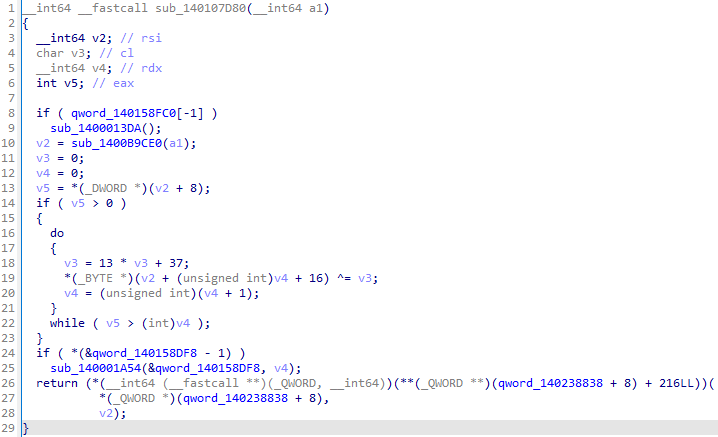 1 __int64 __fastcall sub_140107D80(__int64 a1)
2 {
3   __int64 v2; // rsi
4   char v3; // cl
5   __int64 v4; // rdx
6   int v5; // eax
7
8   if ( qword_140158FC0[-1] )
9     sub_1400013DA();
10   v2 = sub_1400B9CE0(a1);
11   v3 = 0;
12   v4 = 0;
13   v5 = *(_DWORD *)(v2 + 8);
14   if ( v5 > 0 )
15   {
16     do
17     {
18       v3 = 13 * v3 + 37;
19       *(_BYTE *)(v2 + (unsigned int)v4 + 16) ^= v3;
20       v4 = (unsigned int)(v4 + 1);
21     }
22     while ( v5 > (int)v4 );
23   }
24   if ( *(&qword_140158DF8 - 1) )
25     sub_140001A54(&qword_140158DF8, v4);
26   return (*(__int64 (__fastcall **)(_QWORD, __int64))(**(_QWORD **)(qword_140238838 + 8) + 216LL))(
27            *(_QWORD *)(qword_140238838 + 8),
28            v2);
29 }